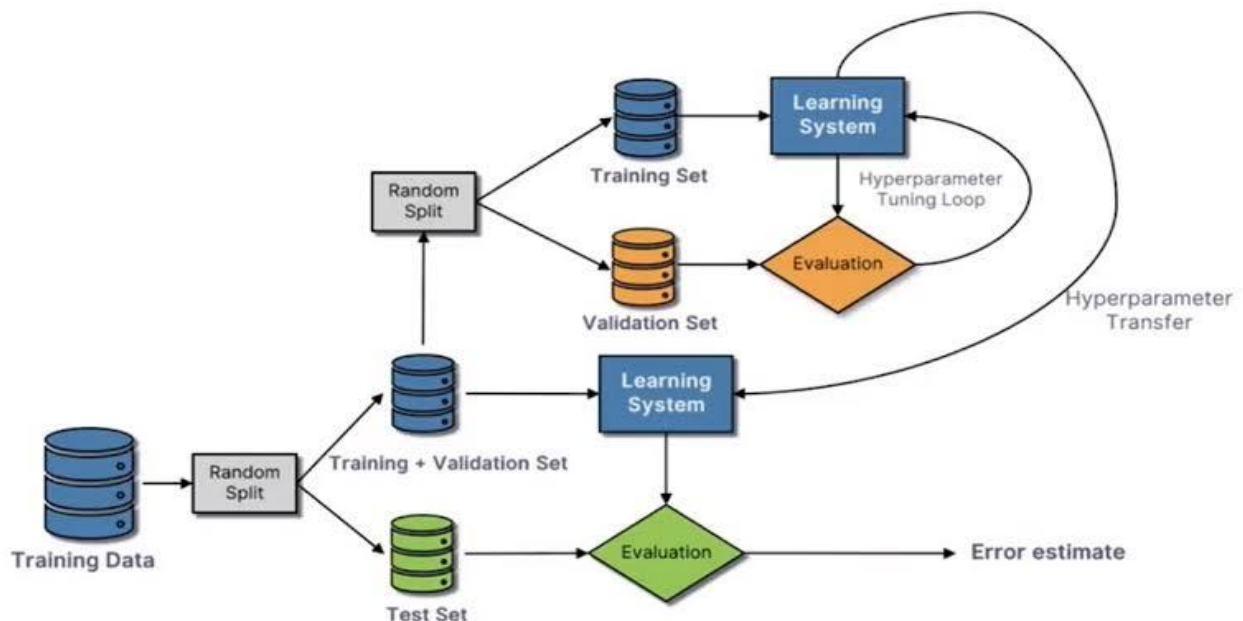 Learning
System
Training Set
Random
Split
Hyperparameter
Tuning Loop
Evaluation
Validation Set
Hyperparameter
Transfer
Learning
System
Training + Validation Set
Random
Split
Training Data
Evaluation
Error estimate
Test Set